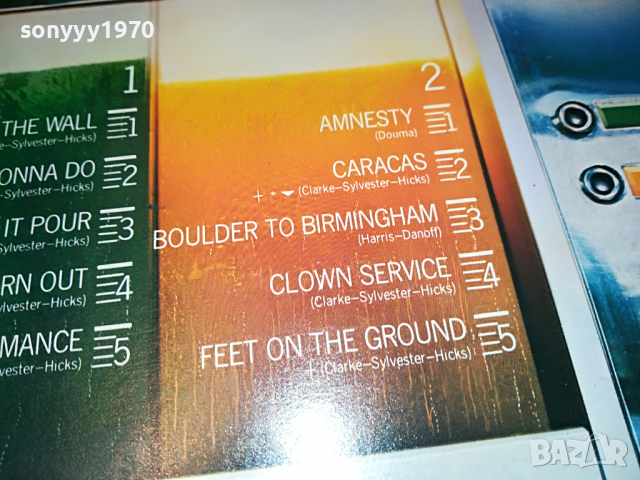 sonyyy1970
1
THE WALL 1
-Sylvester-Hicks)
ONNA DO 2
-Sylvester-Hicks)
IT POUR 3
-Sylvester-Hicks)
RN OUT 4
-Sylvester-Hicks)
MANCE 5
-Sylvester-Hicks)
2
AMNESTY 1
(Douma)
CARACAS 2
+ * (Clarke-Sylvester-Hicks)
BOULDER TO BIRMINGHAM 3
(Harris-Danoff)
CLOWN SERVICE 4
(Clarke-Sylvester-Hicks)
FEET ON THE GROUND 5
+ (Clarke-Sylvester-Hicks)
BAZAR